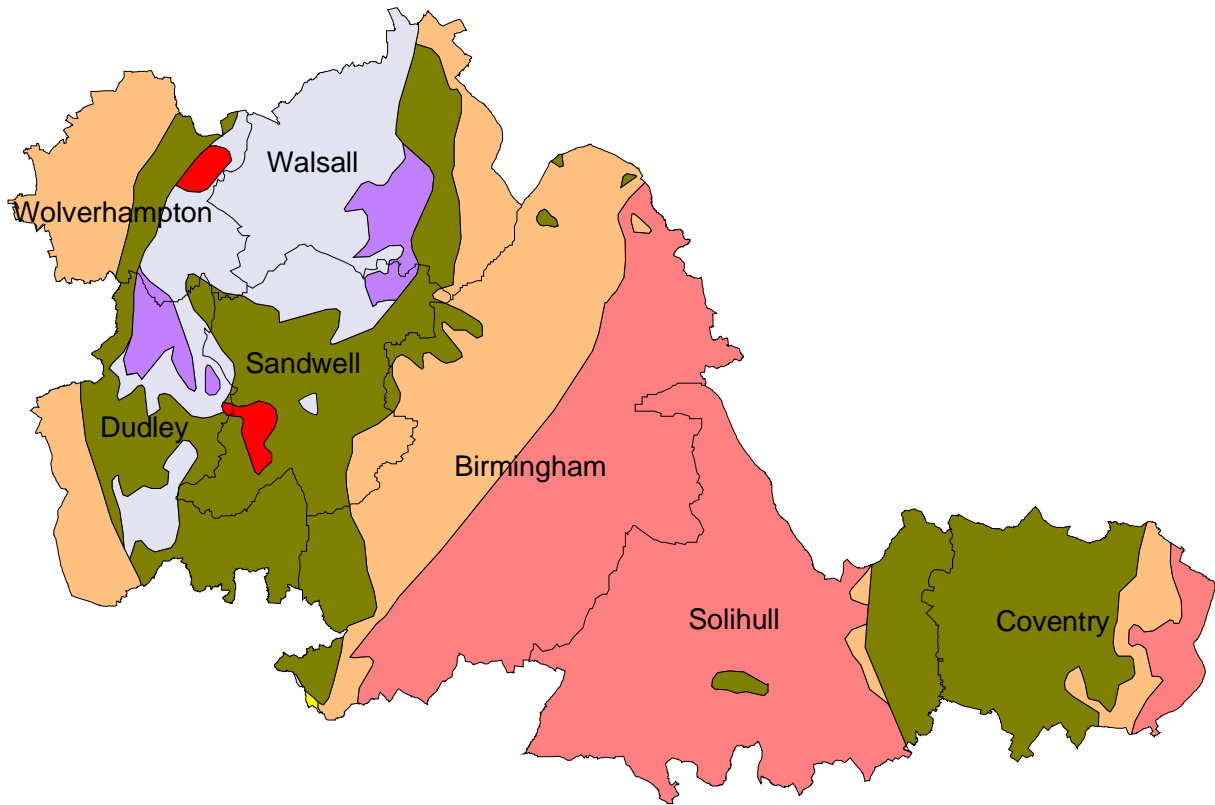 Walsall
Wolverhampton
Sandwell
Dudley
Birmingham
Solihull
Coventry